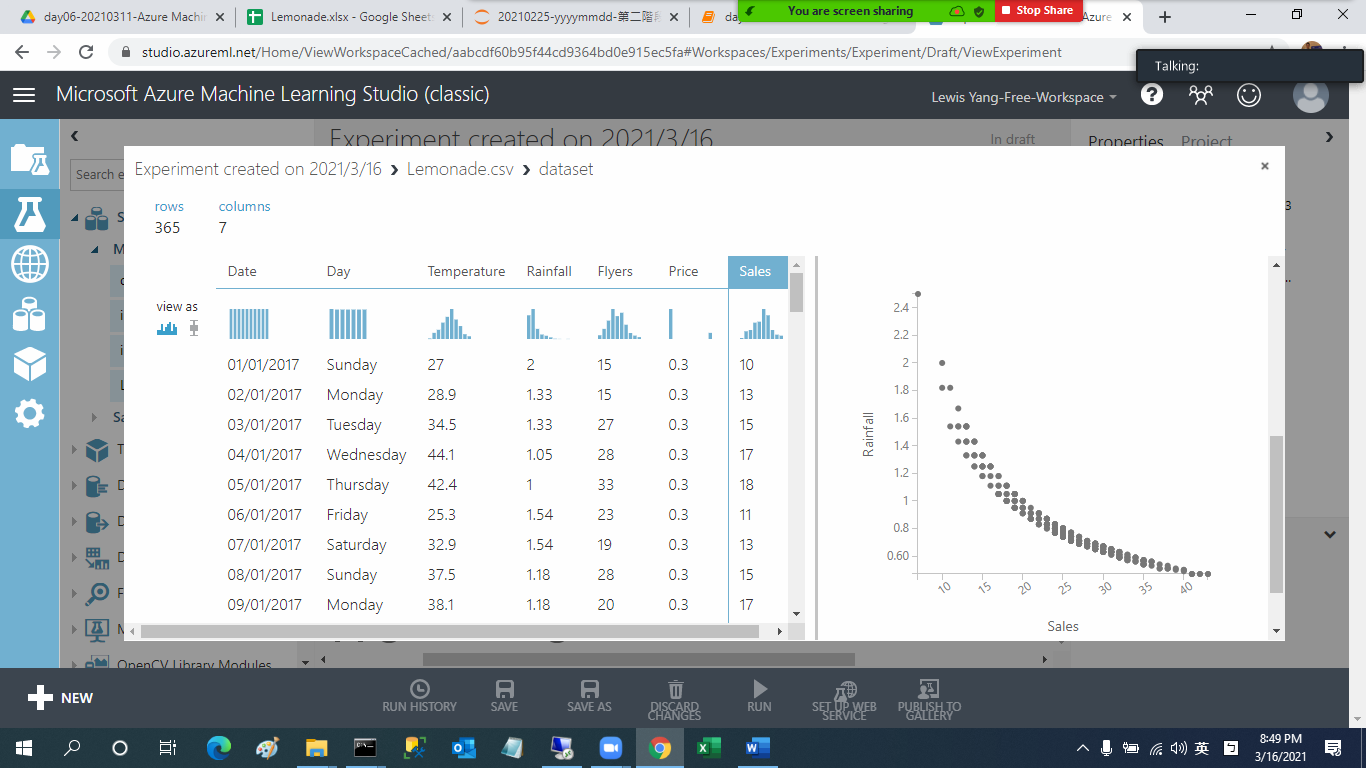 day06-20210311-Azure Machi
Lemonade.xlsx - Google Sheets
20210225-yyyymmdd-第二階段
day
You are screen sharing
Stop Share
Azure
studio.azureml.net/Home/ViewWorkspaceCached/aabcdf60b95f44cd9364bd0e915ec5fa#Workspaces/Experiments/Experiment/Draft/ViewExperiment
Talking:
Microsoft Azure Machine Learning Studio (classic)
Lewis Yang-Free-Workspace
Experiment created on 2021/3/16
In draft
Properties Project
Search e
Experiment created on 2021/3/16 › Lemonade.csv › dataset
rows columns
365 7
Date Day Temperature Rainfall Flyers Price Sales
view as
01/01/2017 Sunday 27 2 15 0.3 10
02/01/2017 Monday 28.9 1.33 15 0.3 13
03/01/2017 Tuesday 34.5 1.33 27 0.3 15
04/01/2017 Wednesday 44.1 1.05 28 0.3 17
05/01/2017 Thursday 42.4 1 33 0.3 18
06/01/2017 Friday 25.3 1.54 23 0.3 11
07/01/2017 Saturday 32.9 1.54 19 0.3 13
08/01/2017 Sunday 37.5 1.18 28 0.3 15
09/01/2017 Monday 38.1 1.18 20 0.3 17
2.4
2.2
2
1.8
1.6
1.4
1.2
1
0.8
0.60
Rainfall
10 15 20 25 30 35 40
Sales
OpenCV Library Modules
NEW
RUN HISTORY
SAVE
SAVE AS
DISCARD CHANGES
RUN
SET UP WEB SERVICE
PUBLISH TO GALLERY
英
8:49 PM
3/16/2021